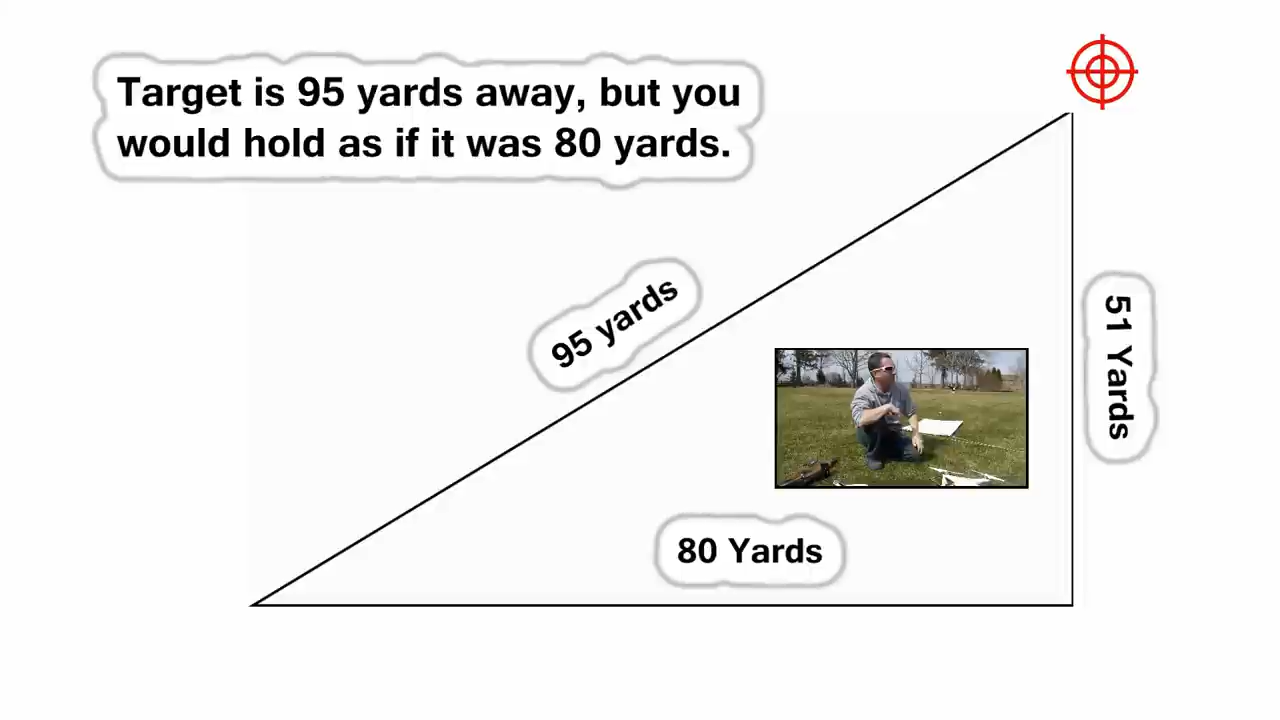 Target is 95 yards away, but you
would hold as if it was 80 yards.
95 yards
51 Yards
80 Yards